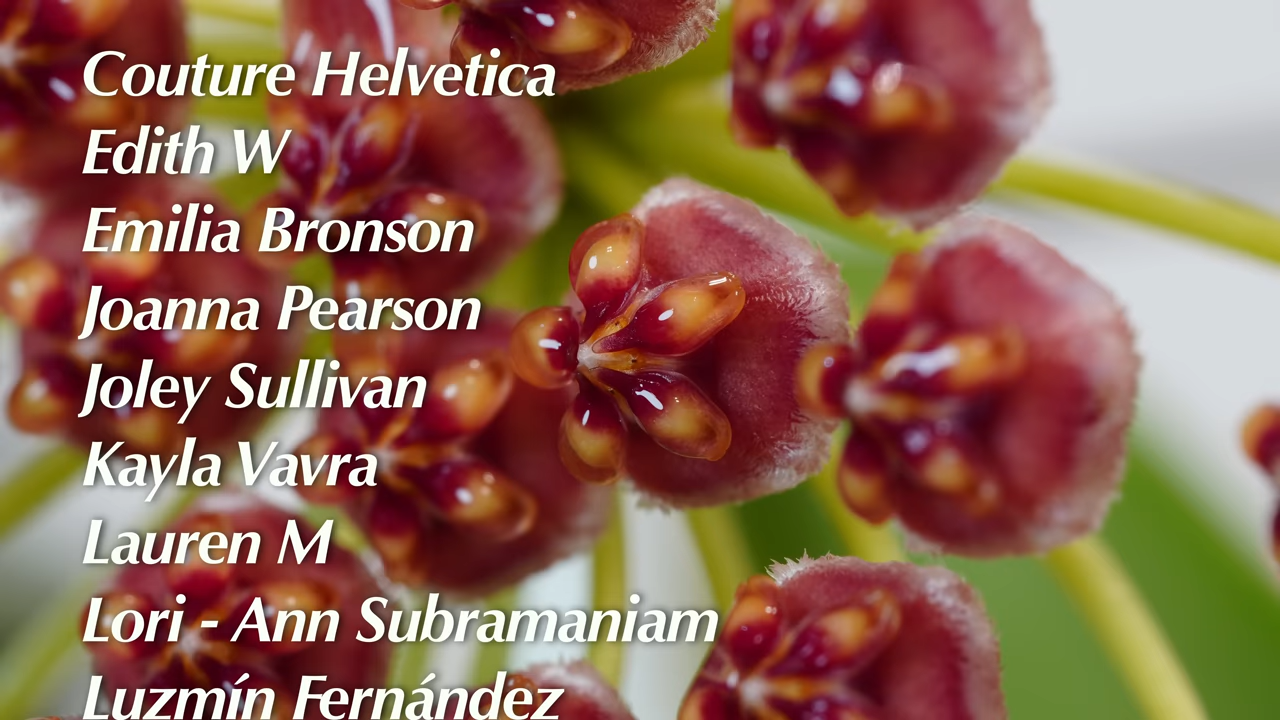 Couture Helvetica
Edith W
Emilia Bronson
Joanna Pearson
Joley Sullivan
Kayla Vavra
Lauren M
Lori - Ann Subramaniam
Luzmín Fernández